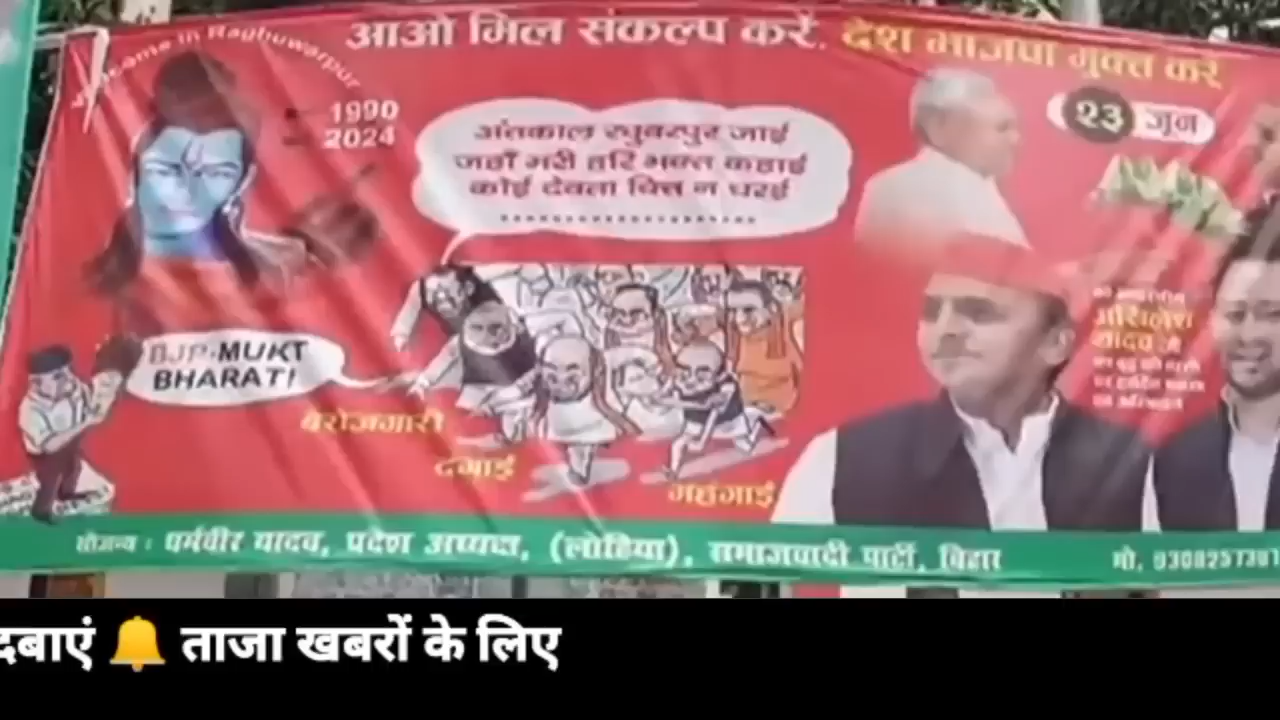 आओ मिल संकल्प करें, देश भाजपा मुक्त करें
Welcome in Raghuwarpur
1990
2024
२३ जून
अंतकाल रघुबरपुर जाई
जहाँ मरी हरि भक्त कहाई
कोई देवता चित्त न धरई
BJP-MUKT
BHARAT!
बेरोजगारी
दंगाई
महंगाई
अखिलेश
यादव जी
सौजन्य : धर्मवीर यादव, प्रदेश अध्यक्ष, (लोहिया), समाजवादी पार्टी, बिहार
मो. 930825730
दबाएं 🔔 ताजा खबरों के लिए